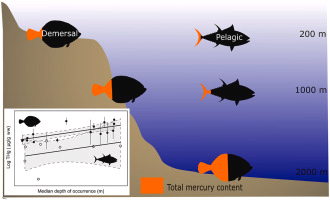 Demersal
Pelagic
200 m
1000 m
2000 m
Total mercury content
Median depth of occurrence (m)